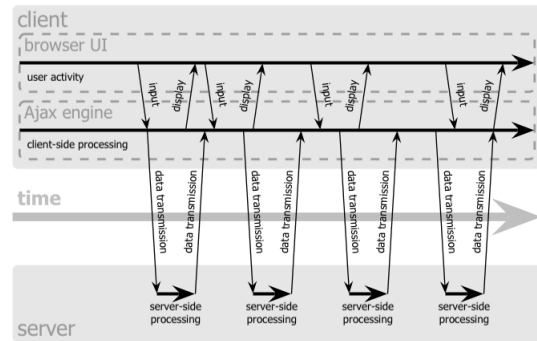 client
browser UI
user activity
input
display
input
display
input
display
input
display
Ajax engine
client-side processing
data transmission
data transmission
data transmission
data transmission
data transmission
data transmission
data transmission
data transmission
time
server-side
processing
server-side
processing
server-side
processing
server-side
processing
server